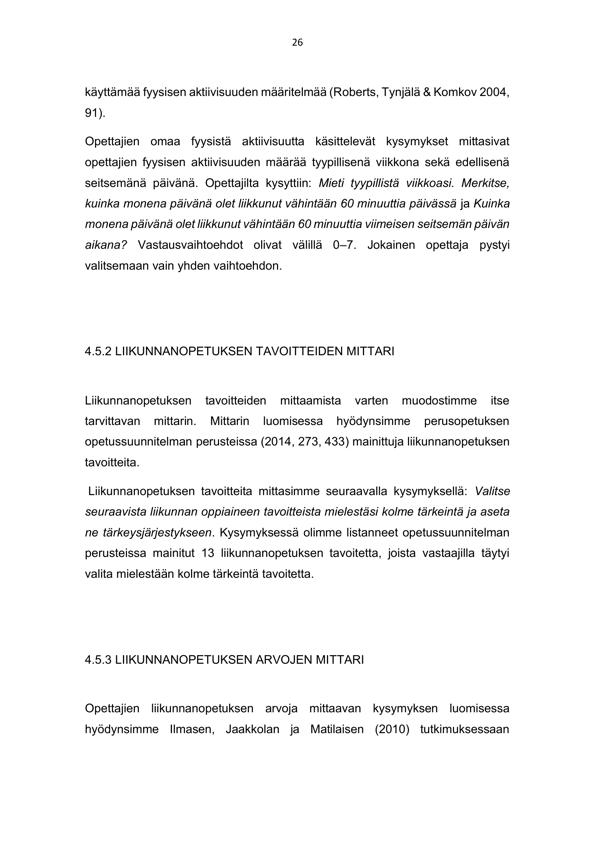 26
käyttämää fyysisen aktiivisuuden määritelmää (Roberts, Tynjälä & Komkov 2004,
91).
Opettajien omaa fyysistä aktiivisuutta käsittelevät kysymykset mittasivat
opettajien fyysisen aktiivisuuden määrää tyypillisenä viikkona sekä edellisenä
seitsemänä päivänä. Opettajilta kysyttiin: Mieti tyypillistä viikkoasi. Merkitse,
kuinka monena päivänä olet liikkunut vähintään 60 minuuttia päivässä ja Kuinka
monena päivänä olet liikkunut vähintään 60 minuuttia viimeisen seitsemän päivän
aikana? Vastausvaihtoehdot olivat välillä 0–7. Jokainen opettaja pystyi
valitsemaan vain yhden vaihtoehdon.
4.5.2 LIIKUNNANOPETUKSEN TAVOITTEIDEN MITTARI
Liikunnanopetuksen tavoitteiden mittaamista varten muodostimme itse
tarvittavan mittarin. Mittarin luomisessa hyödynsimme perusopetuksen
opetussuunnitelman perusteissa (2014, 273, 433) mainittuja liikunnanopetuksen
tavoitteita.
Liikunnanopetuksen tavoitteita mittasimme seuraavalla kysymyksellä: Valitse
seuraavista liikunnan oppiaineen tavoitteista mielestäsi kolme tärkeintä ja aseta
ne tärkeysjärjestykseen. Kysymyksessä olimme listanneet opetussuunnitelman
perusteissa mainitut 13 liikunnanopetuksen tavoitetta, joista vastaajilla täytyi
valita mielestään kolme tärkeintä tavoitetta.
4.5.3 LIIKUNNANOPETUKSEN ARVOJEN MITTARI
Opettajien liikunnanopetuksen arvoja mittaavan kysymyksen luomisessa
hyödynsimme Ilmasen, Jaakkolan ja Matilaisen (2010) tutkimuksessaan